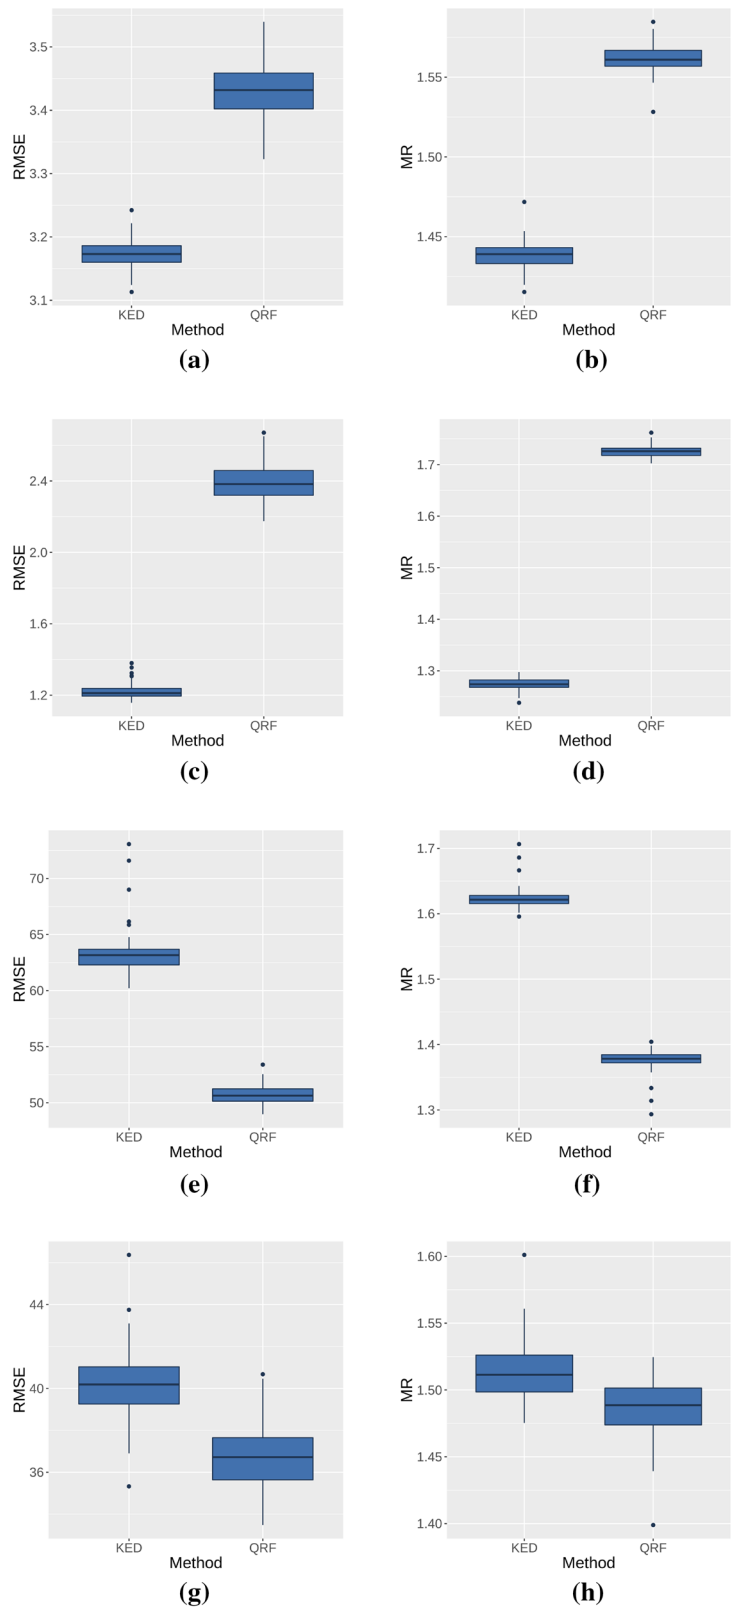 3.5
3.4
3.3
3.2
3.1
RMSE
KED
QRF
Method
(a)
1.55
1.50
1.45
MR
KED
QRF
Method
(b)
2.4
2.0
1.6
1.2
RMSE
KED
QRF
Method
(c)
1.7
1.6
1.5
1.4
1.3
MR
KED
QRF
Method
(d)
70
65
60
55
50
RMSE
KED
QRF
Method
(e)
1.7
1.6
1.5
1.4
1.3
MR
KED
QRF
Method
(f)
44
40
36
RMSE
KED
QRF
Method
(g)
1.60
1.55
1.50
1.45
1.40
MR
KED
QRF
Method
(h)